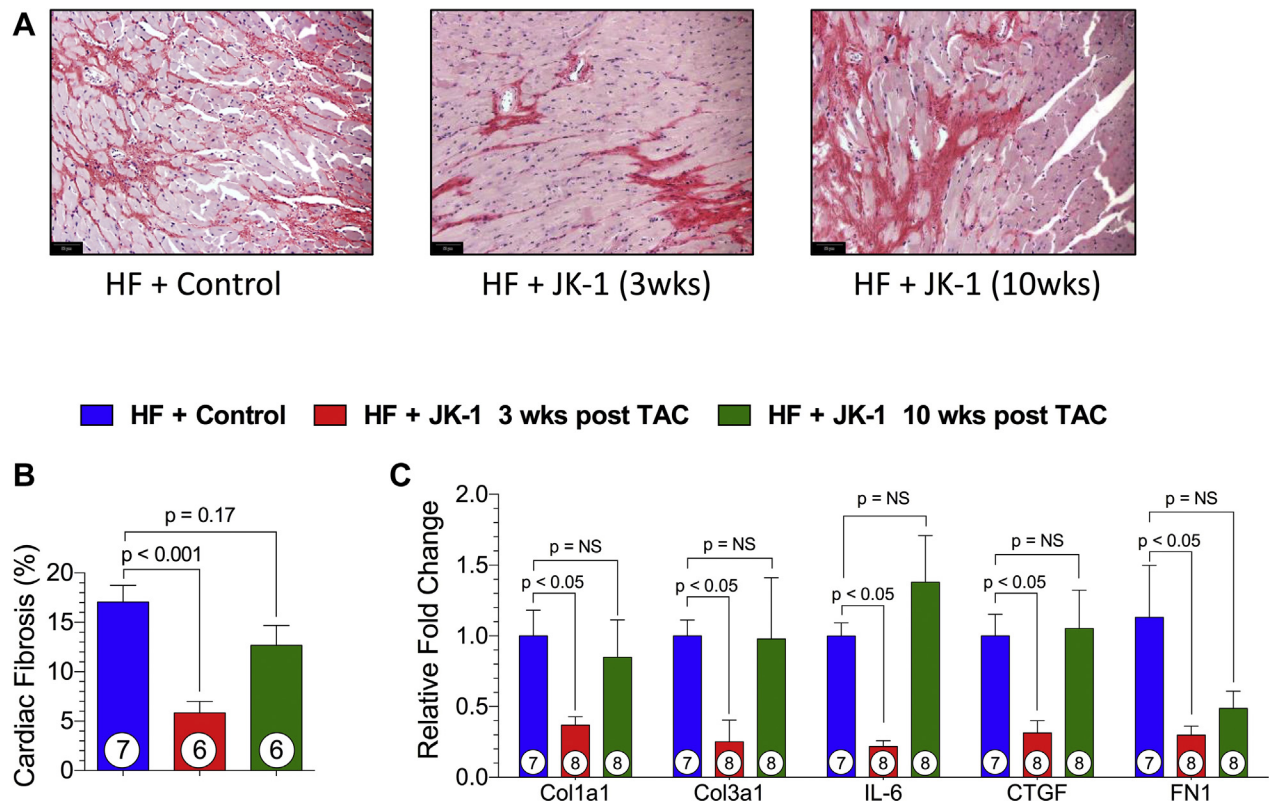 A
HF + Control
HF + JK-1 (3wks)
HF + JK-1 (10wks)
HF + Control
HF + JK-1 3 wks post TAC
HF + JK-1 10 wks post TAC
B
Cardiac Fibrosis (%)
20
15
10
5
0
p = 0.17
p < 0.001
7
6
6
C
Relative Fold Change
2.0
1.5
1.0
0.5
0.0
p = NS
p < 0.05
7
8
8
Col1a1
p = NS
p < 0.05
7
8
8
Col3a1
p = NS
p < 0.05
7
8
8
IL-6
p = NS
p < 0.05
7
8
8
CTGF
p = NS
p < 0.05
7
8
8
FN1